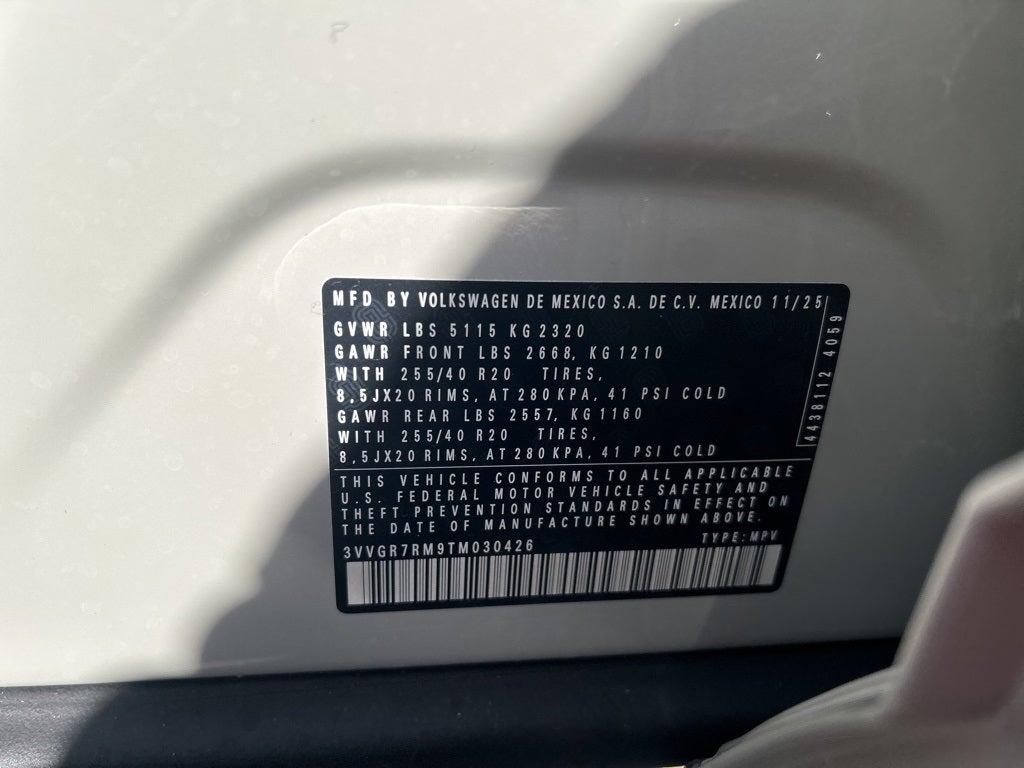 MFD BY VOLKSWAGEN DE MEXICO S.A. DE C.V. MEXICO 11/25
GVWR LBS 5115 KG 2320
GAWR FRONT LBS 2668, KG 1210
WITH 255/40 R20 TIRES,
8,5JX20 RIMS, AT 280 KPA, 41 PSI COLD
GAWR REAR LBS 2557, KG 1160
WITH 255/40 R20 TIRES,
8,5JX20 RIMS, AT 280 KPA, 41 PSI COLD
4438112 4059
THIS VEHICLE CONFORMS TO ALL APPLICABLE
U.S. FEDERAL MOTOR VEHICLE SAFETY AND
THEFT PREVENTION STANDARDS IN EFFECT ON
THE DATE OF MANUFACTURE SHOWN ABOVE.
3VVGR7RM9TM030426 TYPE: MPV